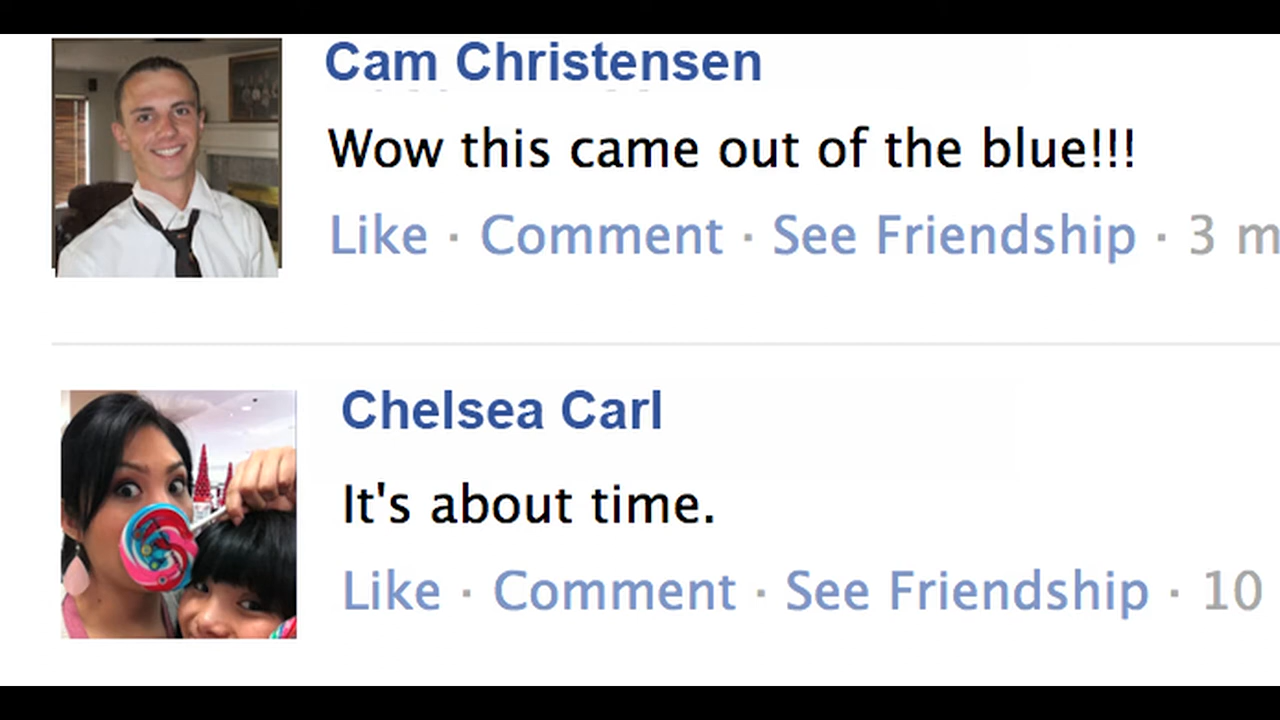 Cam Christensen
Wow this came out of the blue!!!
Like · Comment · See Friendship · 3 m
Chelsea Carl
It's about time.
Like · Comment · See Friendship · 10